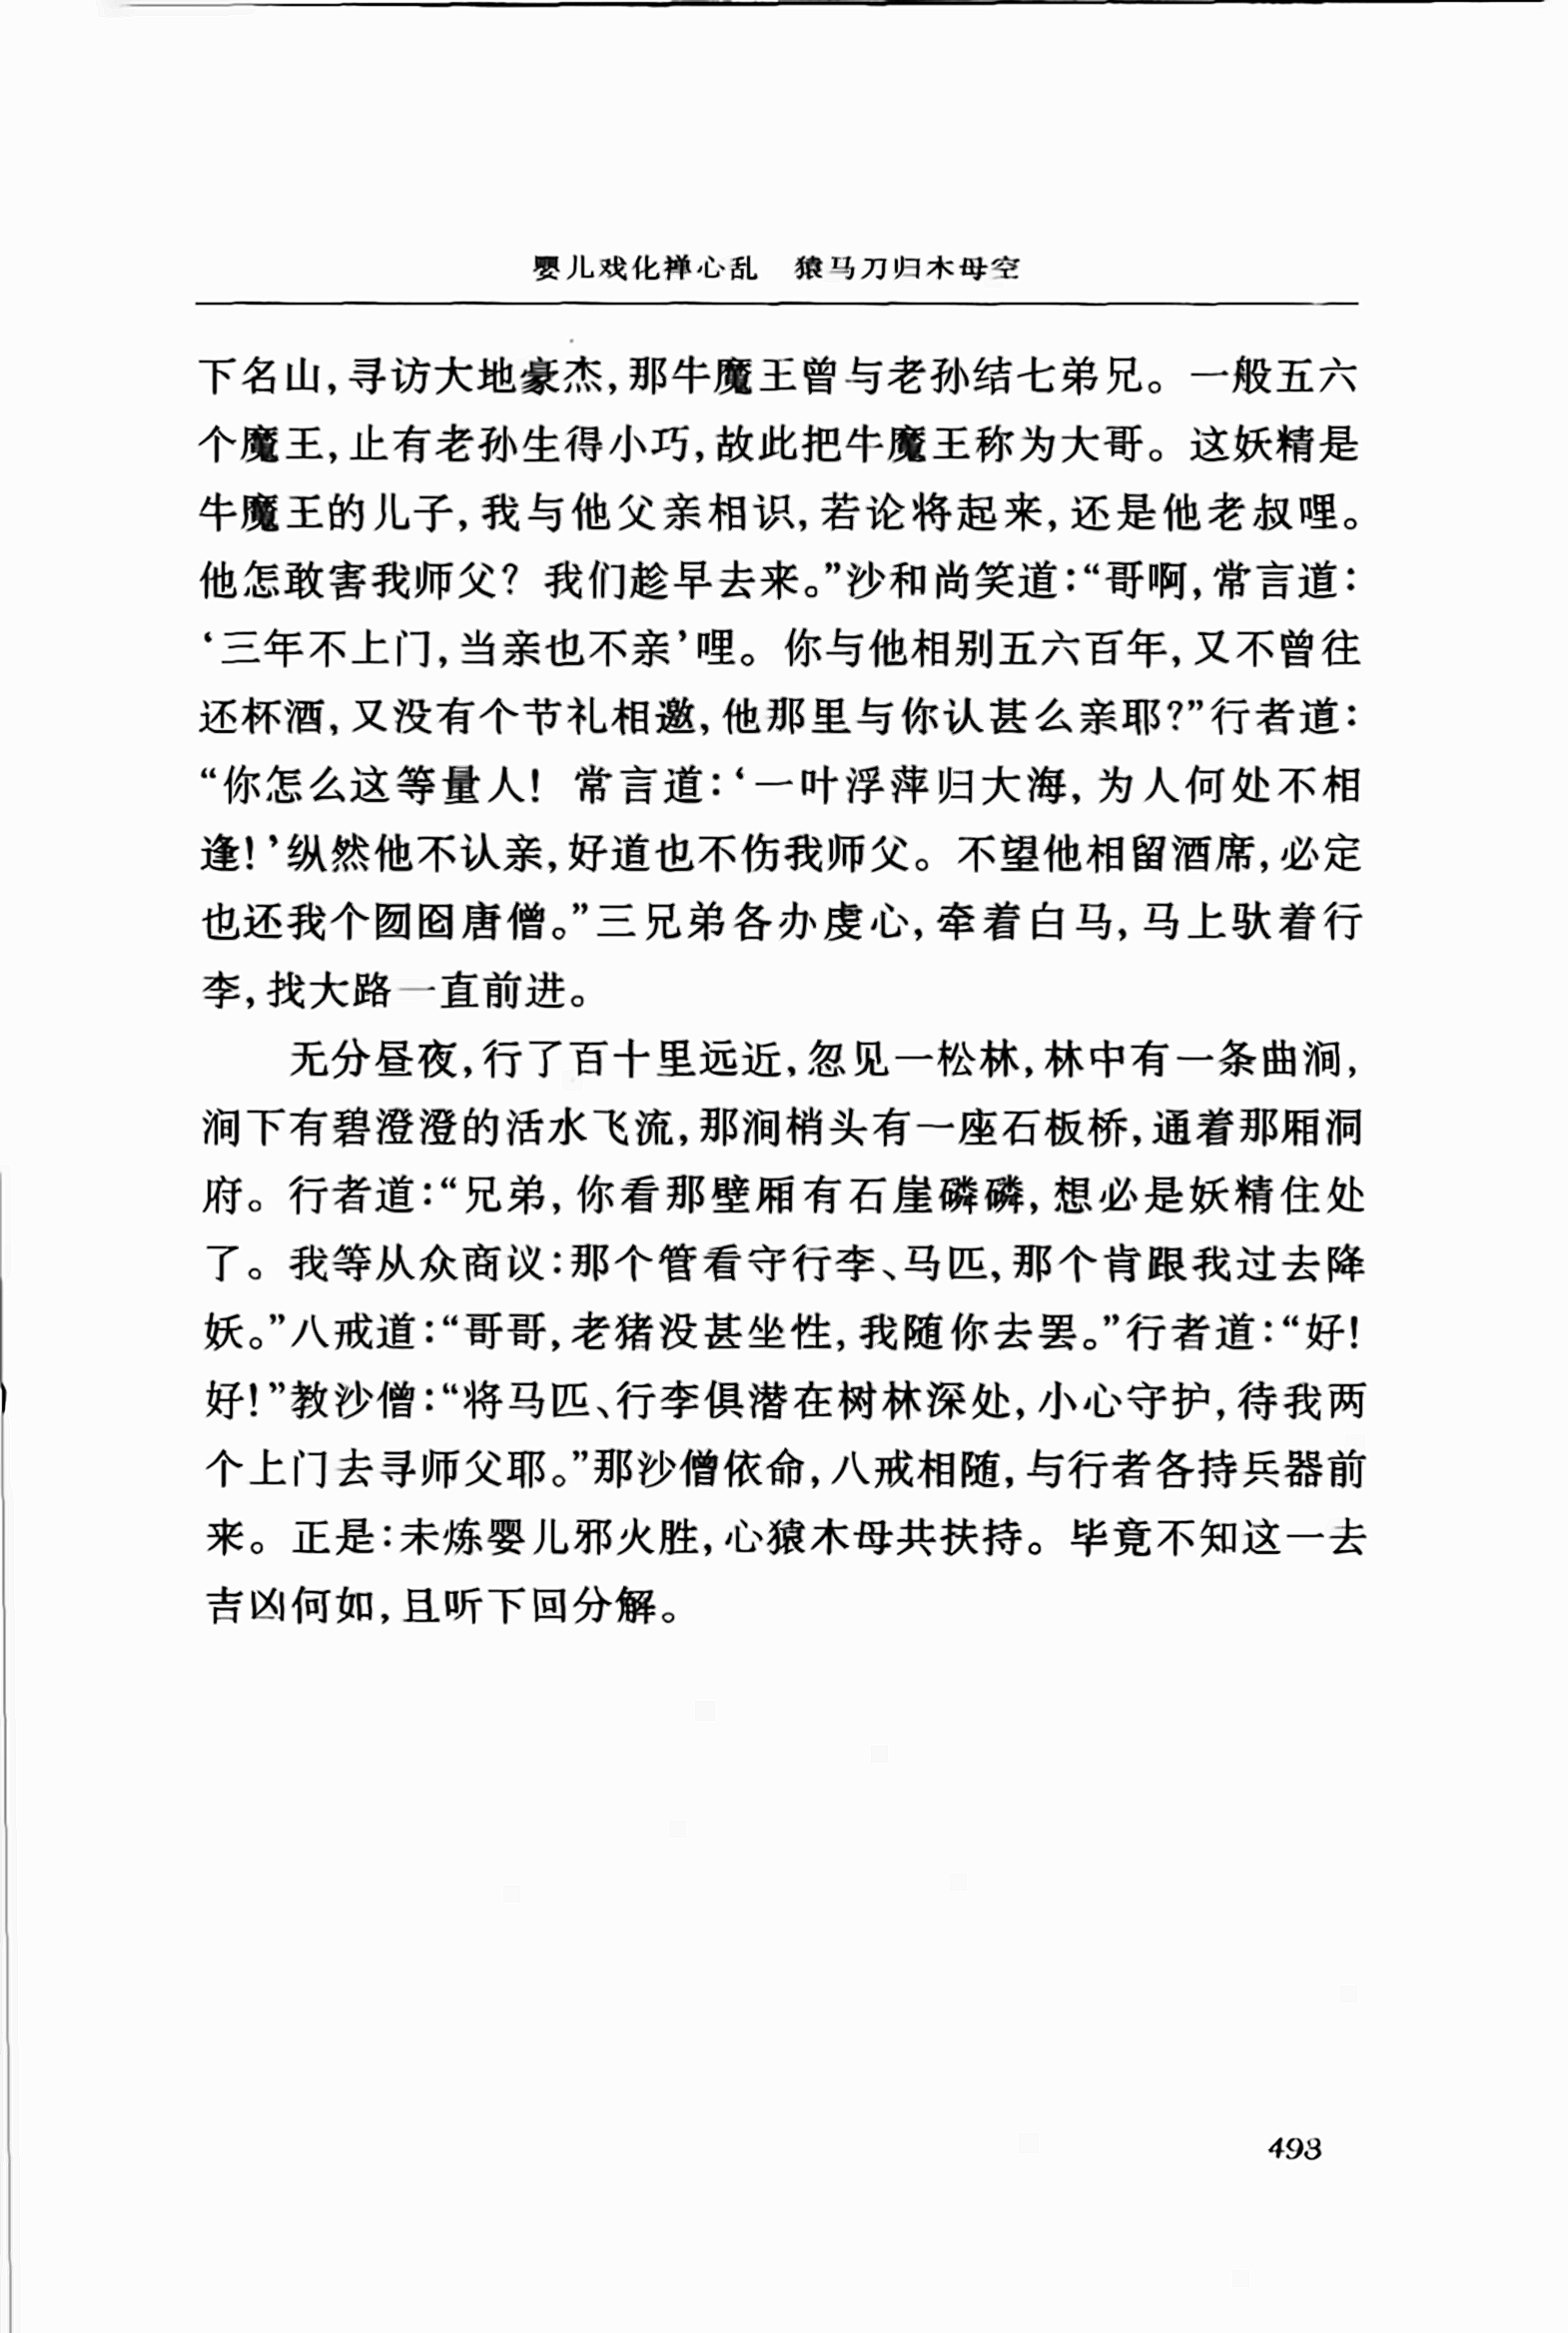 婴儿戏化禅心乱　猿马刀归木母空
下名山,寻访大地豪杰,那牛魔王曾与老孙结七弟兄。一般五六
个魔王,止有老孙生得小巧,故此把牛魔王称为大哥。这妖精是
牛魔王的儿子,我与他父亲相识,若论将起来,还是他老叔哩。
他怎敢害我师父? 我们趁早去来。”沙和尚笑道:“哥啊,常言道:
‘三年不上门,当亲也不亲’哩。你与他相别五六百年,又不曾往
还杯酒,又没有个节礼相邀,他那里与你认甚么亲耶?”行者道:
“你怎么这等量人! 常言道:‘一叶浮萍归大海,为人何处不相
逢!’纵然他不认亲,好道也不伤我师父。不望他相留酒席,必定
也还我个囫囵唐僧。”三兄弟各办虔心,牵着白马,马上驮着行
李,找大路一直前进。
无分昼夜,行了百十里远近,忽见一松林,林中有一条曲涧,
涧下有碧澄澄的活水飞流,那涧梢头有一座石板桥,通着那厢洞
府。行者道:“兄弟,你看那壁厢有石崖磷磷,想必是妖精住处
了。我等从众商议:那个管看守行李、马匹,那个肯跟我过去降
妖。”八戒道:“哥哥,老猪没甚坐性,我随你去罢。”行者道:“好!
好!”教沙僧:“将马匹、行李俱潜在树林深处,小心守护,待我两
个上门去寻师父耶。”那沙僧依命,八戒相随,与行者各持兵器前
来。正是:未炼婴儿邪火胜,心猿木母共扶持。毕竟不知这一去
吉凶何如,且听下回分解。
493